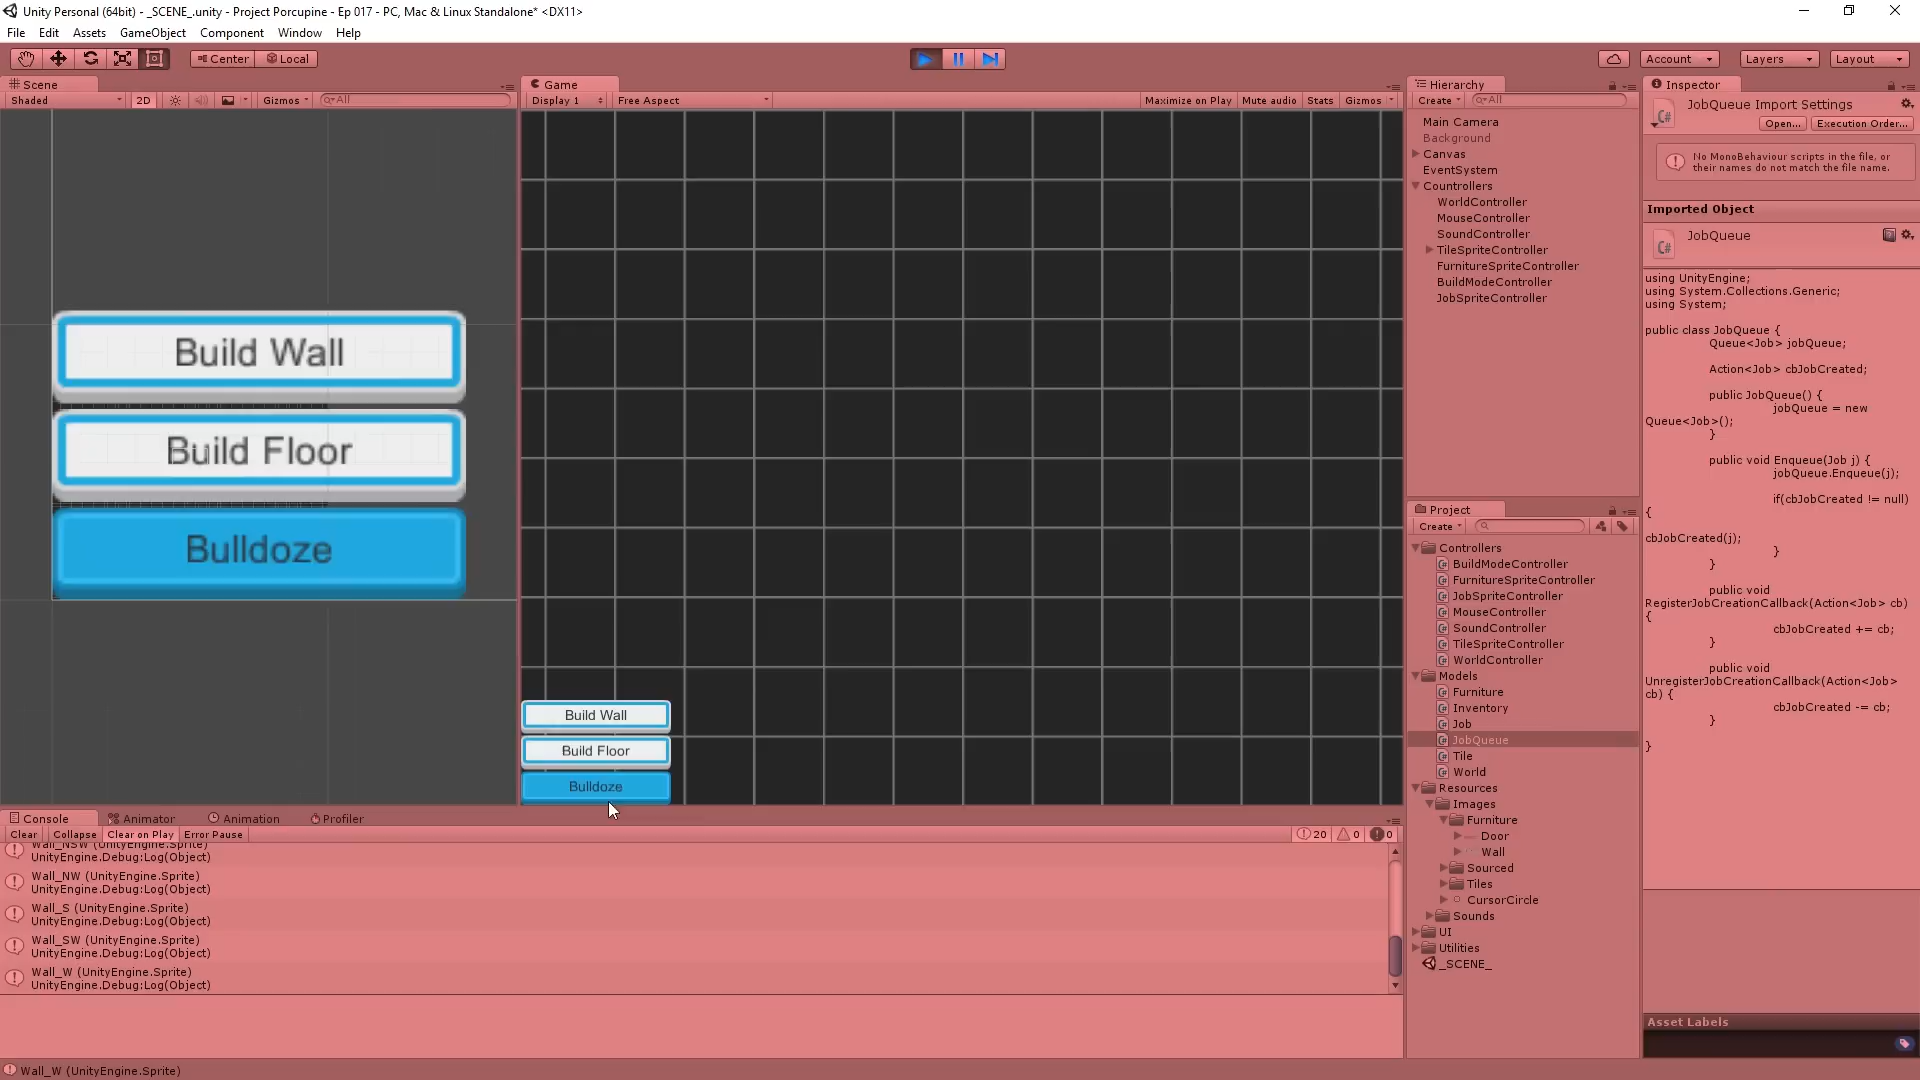 Unity Personal (64bit) - _SCENE_.unity - Project Porcupine - Ep 017 - PC, Mac & Linux Standalone* <DX11>
File Edit Assets GameObject Component Window Help
Center Local
Account Layers Layout
Scene
Shaded 2D Gizmos All
Build Wall
Build Floor
Bulldoze
Game
Display 1 Free Aspect Maximize on Play Mute audio Stats Gizmos
Build Wall
Build Floor
Bulldoze
Console Animator Animation Profiler
Clear Collapse Clear on Play Error Pause 20 0 0
Wall_NSW (UnityEngine.Sprite)
UnityEngine.Debug:Log(Object)
Wall_NW (UnityEngine.Sprite)
UnityEngine.Debug:Log(Object)
Wall_S (UnityEngine.Sprite)
UnityEngine.Debug:Log(Object)
Wall_SW (UnityEngine.Sprite)
UnityEngine.Debug:Log(Object)
Wall_W (UnityEngine.Sprite)
UnityEngine.Debug:Log(Object)
Wall_W (UnityEngine.Sprite)
Hierarchy
Create All
Main Camera
Background
Canvas
EventSystem
Countrollers
WorldController
MouseController
SoundController
TileSpriteController
FurnitureSpriteController
BuildModeController
JobSpriteController
Project
Create
Controllers
BuildModeController
FurnitureSpriteController
JobSpriteController
MouseController
SoundController
TileSpriteController
WorldController
Models
Furniture
Inventory
Job
JobQueue
Tile
World
Resources
Images
Furniture
Door
Wall
Sourced
Tiles
CursorCircle
Sounds
UI
Utilities
_SCENE_
Inspector
JobQueue Import Settings
Open... Execution Order...
No MonoBehaviour scripts in the file, or
their names do not match the file name.
Imported Object
JobQueue
using UnityEngine;
using System.Collections.Generic;
using System;
public class JobQueue {
Queue<Job> jobQueue;
Action<Job> cbJobCreated;
public JobQueue() {
jobQueue = new
Queue<Job>();
}
public void Enqueue(Job j) {
jobQueue.Enqueue(j);
if(cbJobCreated != null)
{
cbJobCreated(j);
}
}
public void
RegisterJobCreationCallback(Action<Job> cb)
{
cbJobCreated += cb;
}
public void
UnregisterJobCreationCallback(Action<Job>
cb) {
cbJobCreated -= cb;
}
}
Asset Labels